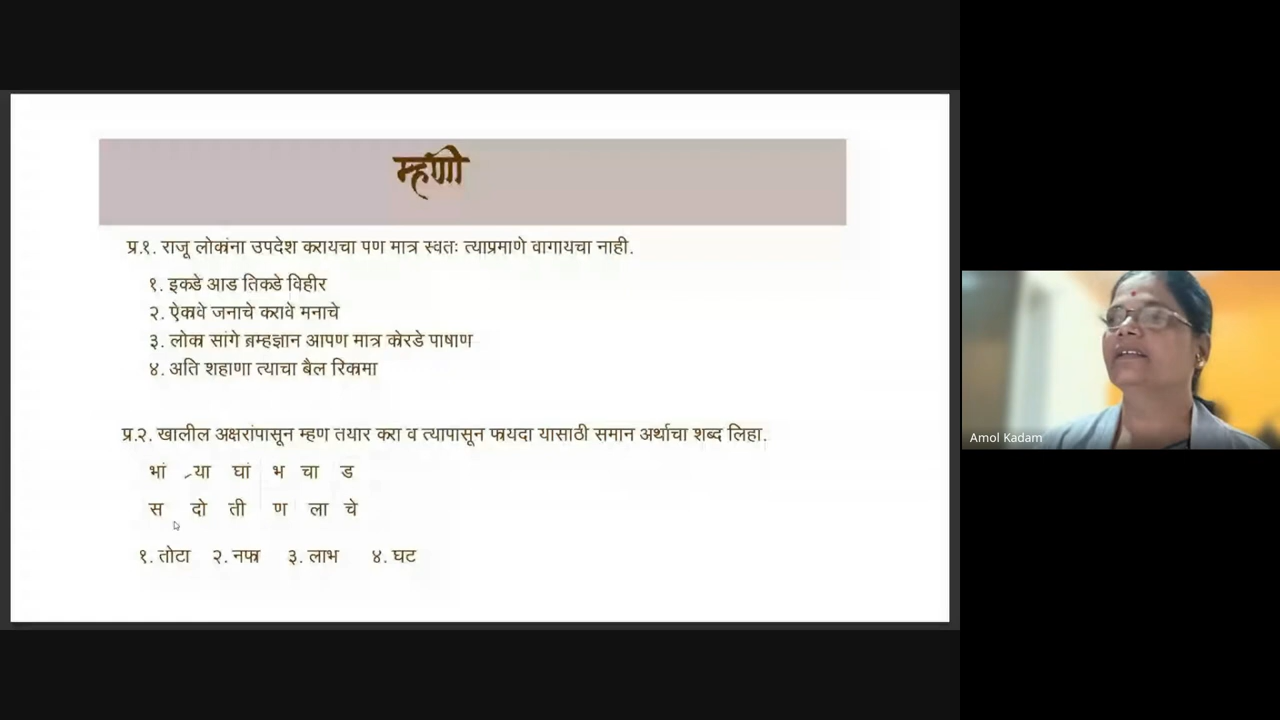 म्हणी
प्र.१. राजू लोकांना उपदेश करायचा पण मात्र स्वतः त्याप्रमाणे वागायचा नाही.
१. इकडे आड तिकडे विहीर
२. ऐकावे जनाचे करावे मनाचे
३. लोका सांगे ब्रम्हज्ञान आपण मात्र कोरडे पाषाण
४. अति शहाणा त्याचा बैल रिकामा
प्र.२. खालील अक्षरांपासून म्हण तयार करा व त्यापासून फायदा यासाठी समान अर्थाचा शब्द लिहा.
भां या घां भ चा ड
स दो ती ण ला चे
१. तोटा २. नफा ३. लाभ ४. घट
Amol Kadam